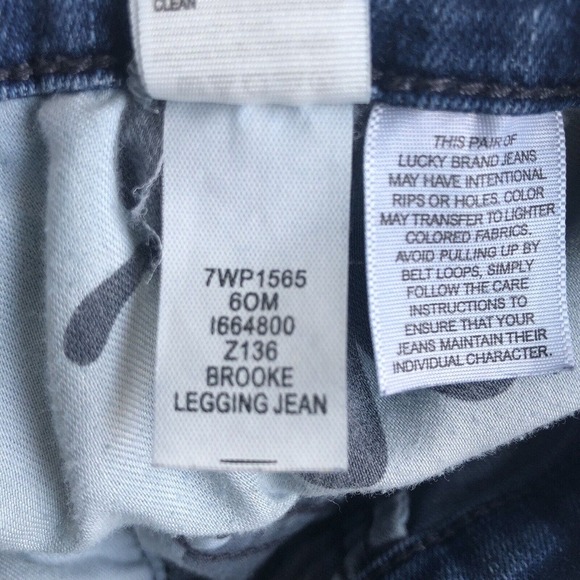 CLEAN
7WP1565
6OM
I664800
Z136
BROOKE
LEGGING JEAN
THIS PAIR OF
LUCKY BRAND JEANS
MAY HAVE INTENTIONAL
RIPS OR HOLES. COLOR
MAY TRANSFER TO LIGHTER
COLORED FABRICS.
AVOID PULLING UP BY
BELT LOOPS, SIMPLY
FOLLOW THE CARE
INSTRUCTIONS TO
ENSURE THAT YOUR
JEANS MAINTAIN THEIR
INDIVIDUAL CHARACTER.